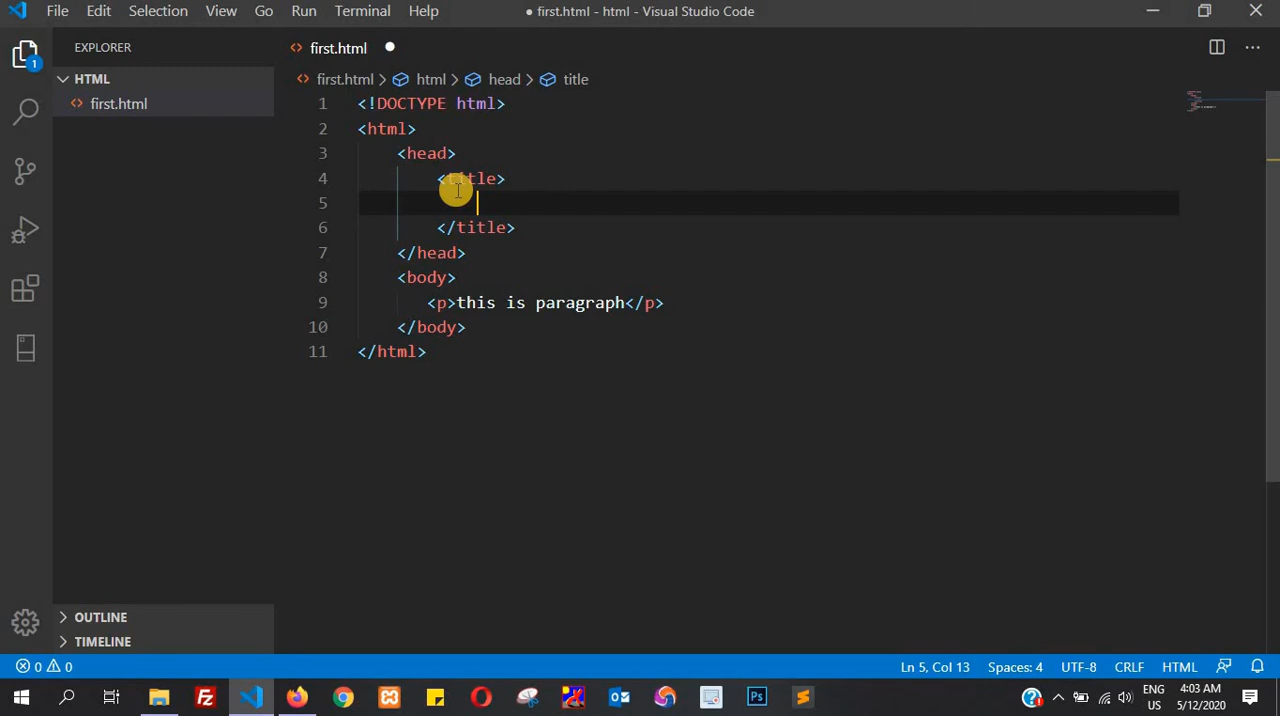 File Edit Selection View Go Run Terminal Help
● first.html - html - Visual Studio Code
EXPLORER
HTML
first.html
1
first.html
first.html > html > head > title
1 <!DOCTYPE html>
2 <html>
3 <head>
4 <title>
5
6 </title>
7 </head>
8 <body>
9 <p>this is paragraph</p>
10 </body>
11 </html>
OUTLINE
TIMELINE
0 0
Ln 5, Col 13 Spaces: 4 UTF-8 CRLF HTML
Fz
Ps
ENG
US
4:03 AM
5/12/2020